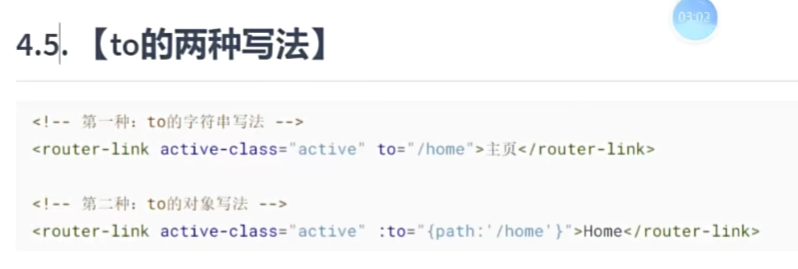 03:02
4.5. 【to的两种写法】
<!-- 第一种：to的字符串写法 -->
<router-link active-class="active" to="/home">主页</router-link>
<!-- 第二种：to的对象写法 -->
<router-link active-class="active" :to="{path:'/home'}">Home</router-link>